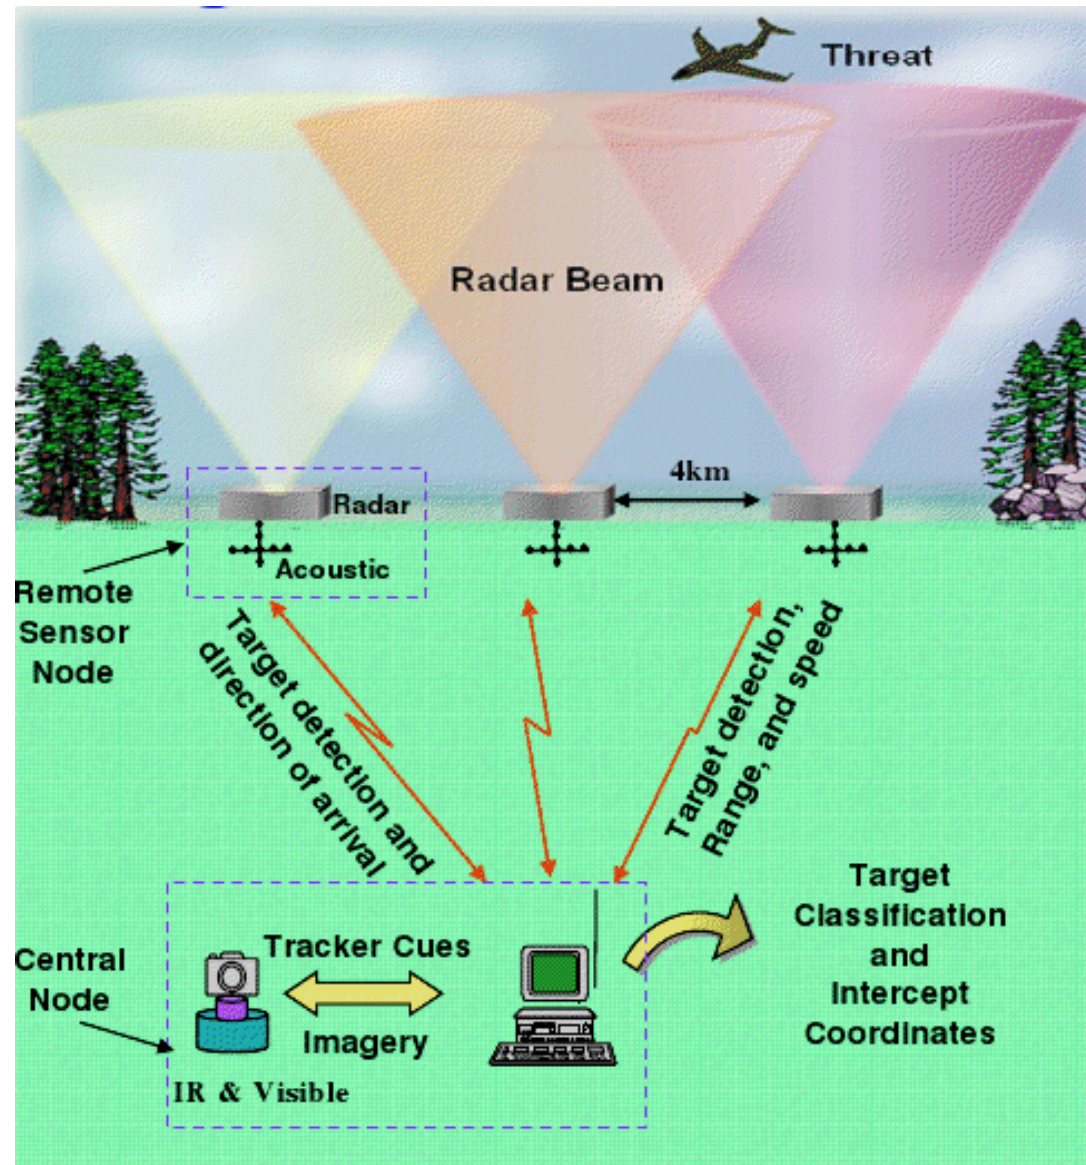 Threat
Radar Beam
4km
Radar
Acoustic
Remote
Sensor
Node
Target detection and
direction of arrival
Target detection,
Range, and speed
Central
Node
Tracker Cues
Imagery
IR & Visible
Target
Classification
and
Intercept
Coordinates